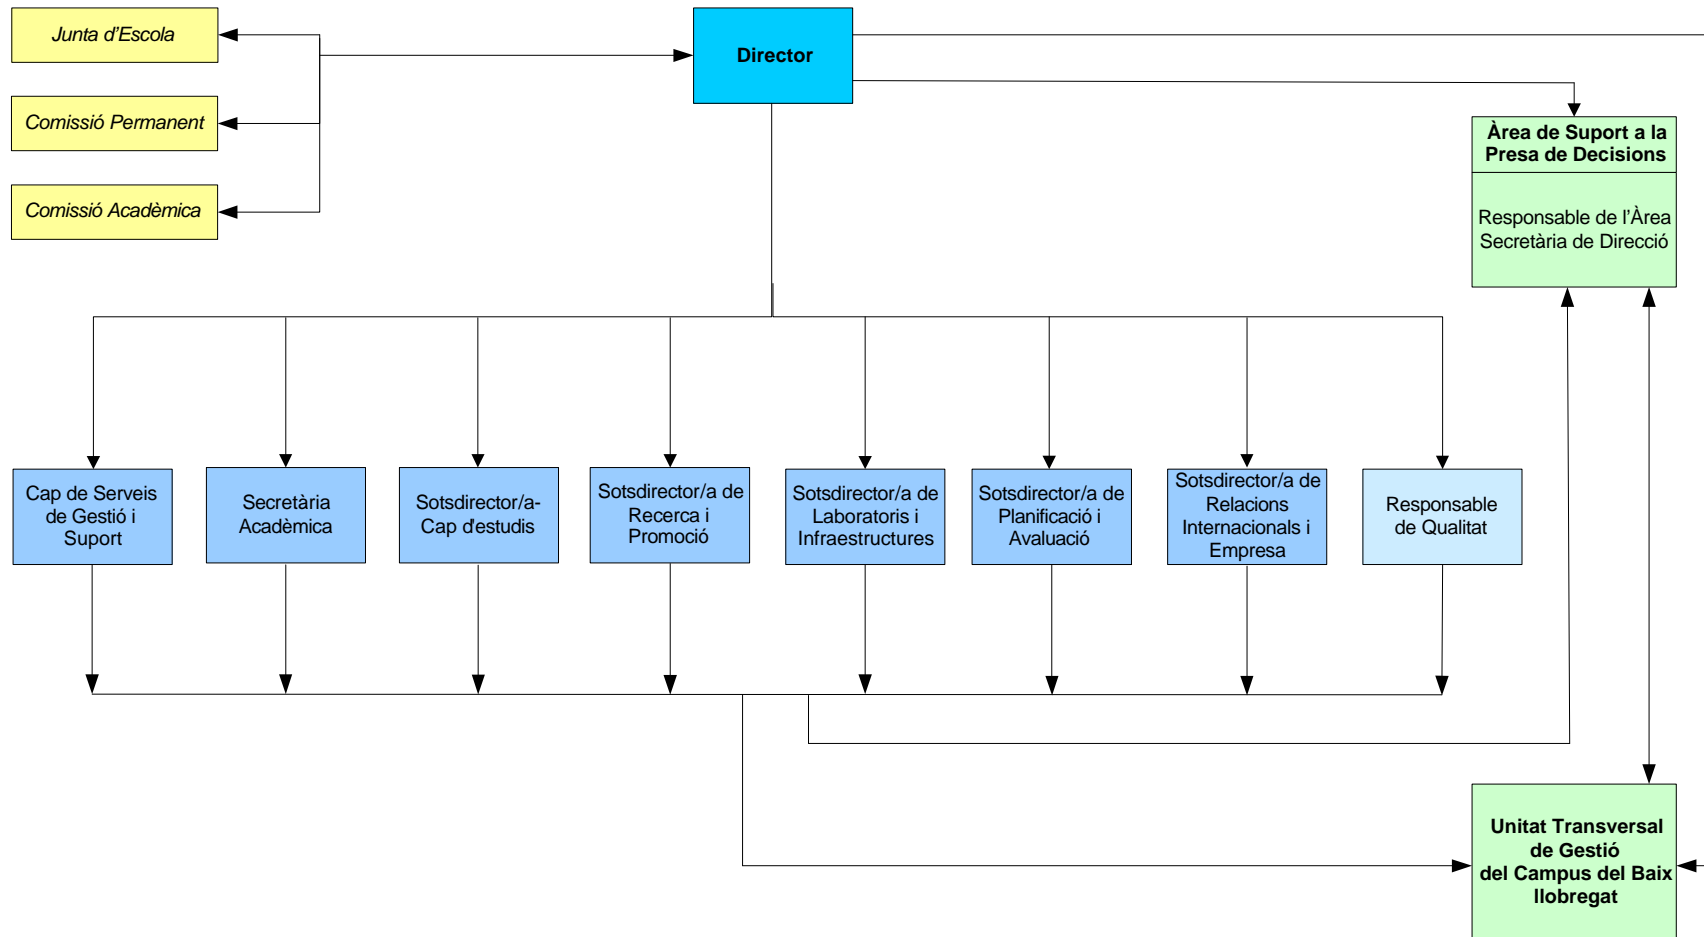 Junta d'Escola
Director
Comissió Permanent
Comissió Acadèmica
Àrea de Suport a la
Presa de Decisions
Responsable de l'Àrea
Secretària de Direcció
Cap de Serveis
de Gestió i
Suport
Secretària
Acadèmica
Sotsdirector/a-
Cap d'estudis
Sotsdirector/a de
Recerca i
Promoció
Sotsdirector/a de
Laboratoris i
Infraestructures
Sotsdirector/a de
Planificació i
Avaluació
Sotsdirector/a de
Relacions
Internacionals i
Empresa
Responsable
de Qualitat
Unitat Transversal
de Gestió
del Campus del Baix
llobregat